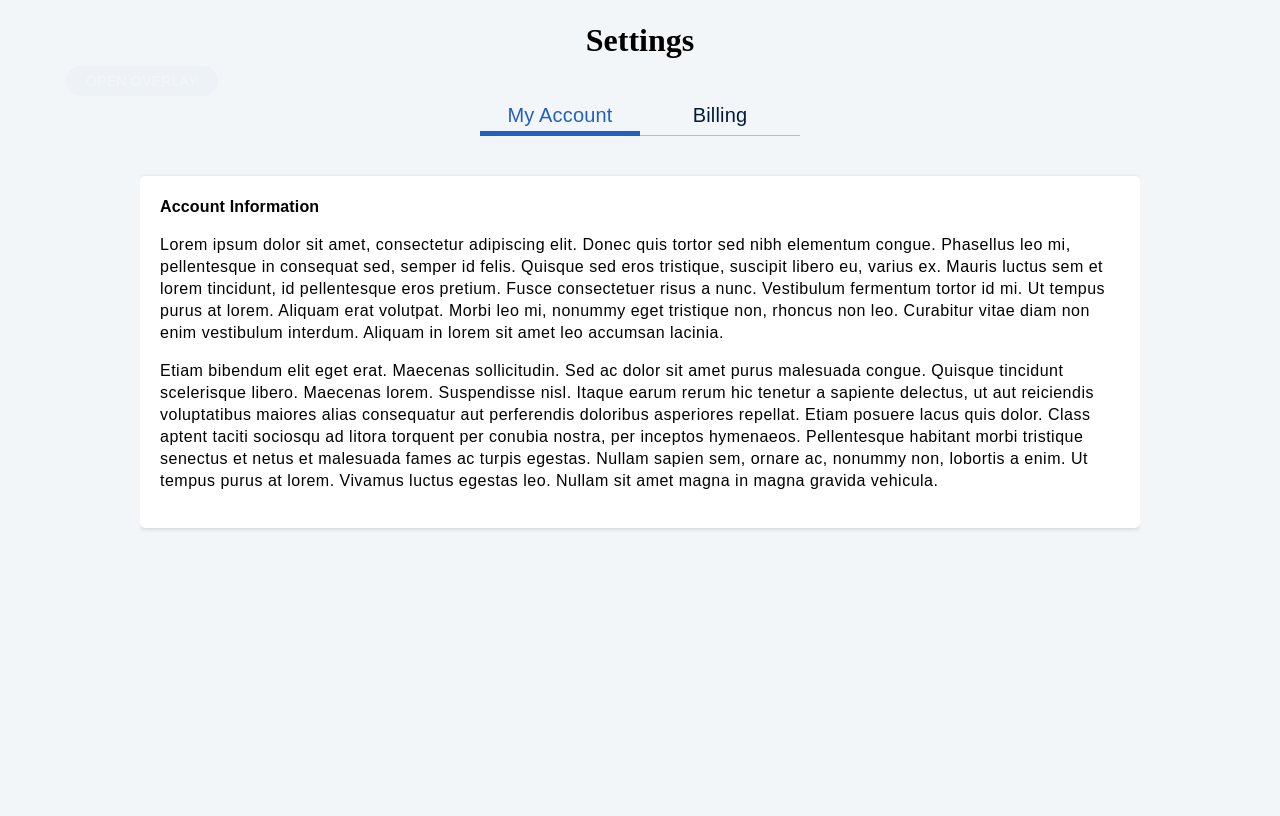 Settings
My Account
Billing
Account Information
Lorem ipsum dolor sit amet, consectetur adipiscing elit. Donec quis tortor sed nibh elementum congue. Phasellus leo mi,
pellentesque in consequat sed, semper id felis. Quisque sed eros tristique, suscipit libero eu, varius ex. Mauris luctus sem et
lorem tincidunt, id pellentesque eros pretium. Fusce consectetuer risus a nunc. Vestibulum fermentum tortor id mi. Ut tempus
purus at lorem. Aliquam erat volutpat. Morbi leo mi, nonummy eget tristique non, rhoncus non leo. Curabitur vitae diam non
enim vestibulum interdum. Aliquam in lorem sit amet leo accumsan lacinia.
Etiam bibendum elit eget erat. Maecenas sollicitudin. Sed ac dolor sit amet purus malesuada congue. Quisque tincidunt
scelerisque libero. Maecenas lorem. Suspendisse nisl. Itaque earum rerum hic tenetur a sapiente delectus, ut aut reiciendis
voluptatibus maiores alias consequatur aut perferendis doloribus asperiores repellat. Etiam posuere lacus quis dolor. Class
aptent taciti sociosqu ad litora torquent per conubia nostra, per inceptos hymenaeos. Pellentesque habitant morbi tristique
senectus et netus et malesuada fames ac turpis egestas. Nullam sapien sem, ornare ac, nonummy non, lobortis a enim. Ut
tempus purus at lorem. Vivamus luctus egestas leo. Nullam sit amet magna in magna gravida vehicula.